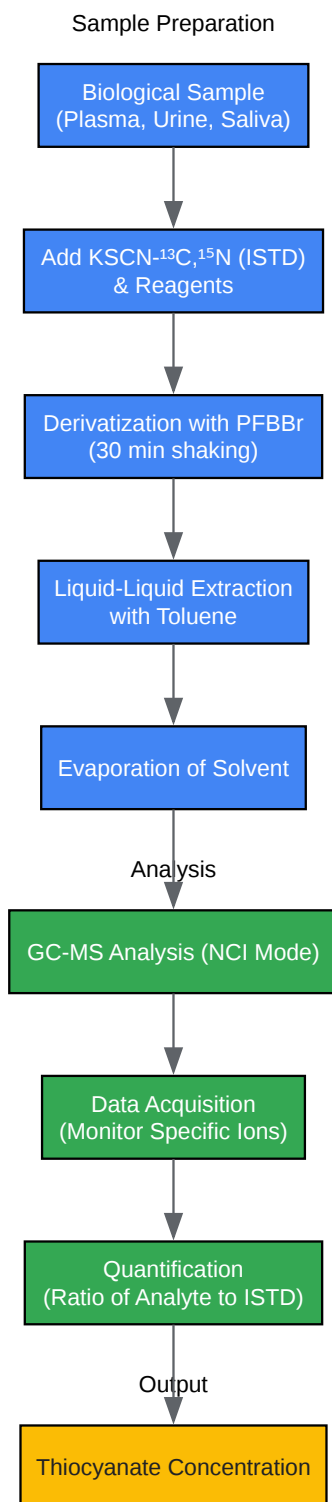 Sample Preparation
Biological Sample
(Plasma, Urine, Saliva)
Add KSCN-¹³C,¹⁵N (ISTD)
& Reagents
Derivatization with PFBBr
(30 min shaking)
Liquid-Liquid Extraction
with Toluene
Evaporation of Solvent
Analysis
GC-MS Analysis (NCI Mode)
Data Acquisition
(Monitor Specific Ions)
Quantification
(Ratio of Analyte to ISTD)
Output
Thiocyanate Concentration